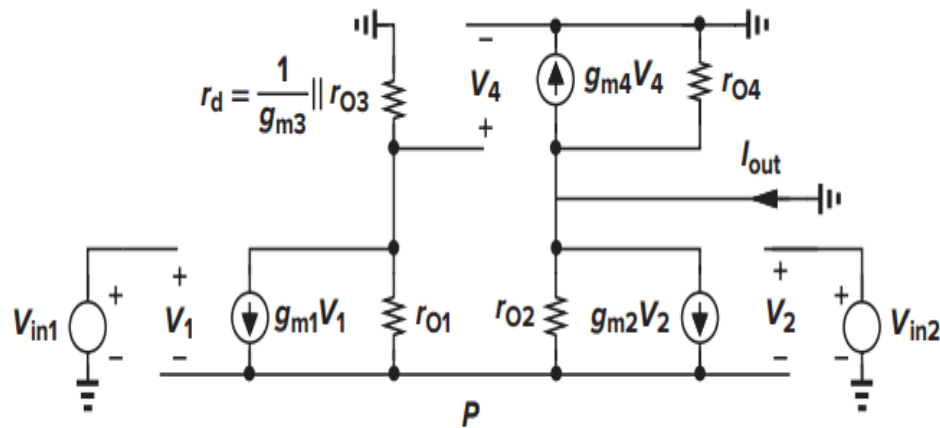 r_d = 1/g_m3 || r_O3
−
V_4
+
g_m4V_4
r_O4
I_out
V_in1
+
−
+
V_1
−
g_m1V_1
r_O1
r_O2
g_m2V_2
+
V_2
−
+
−
V_in2
P